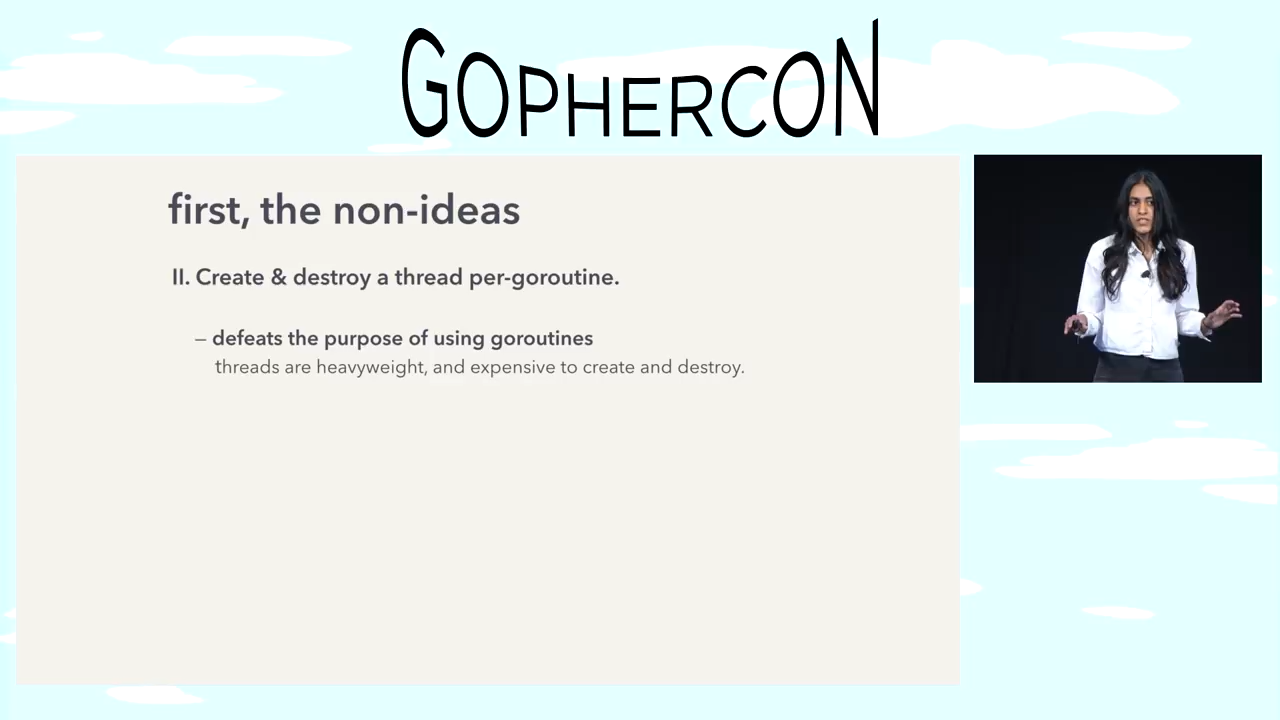 GOPHERCON
first, the non-ideas
II. Create & destroy a thread per-goroutine.
– defeats the purpose of using goroutines
threads are heavyweight, and expensive to create and destroy.